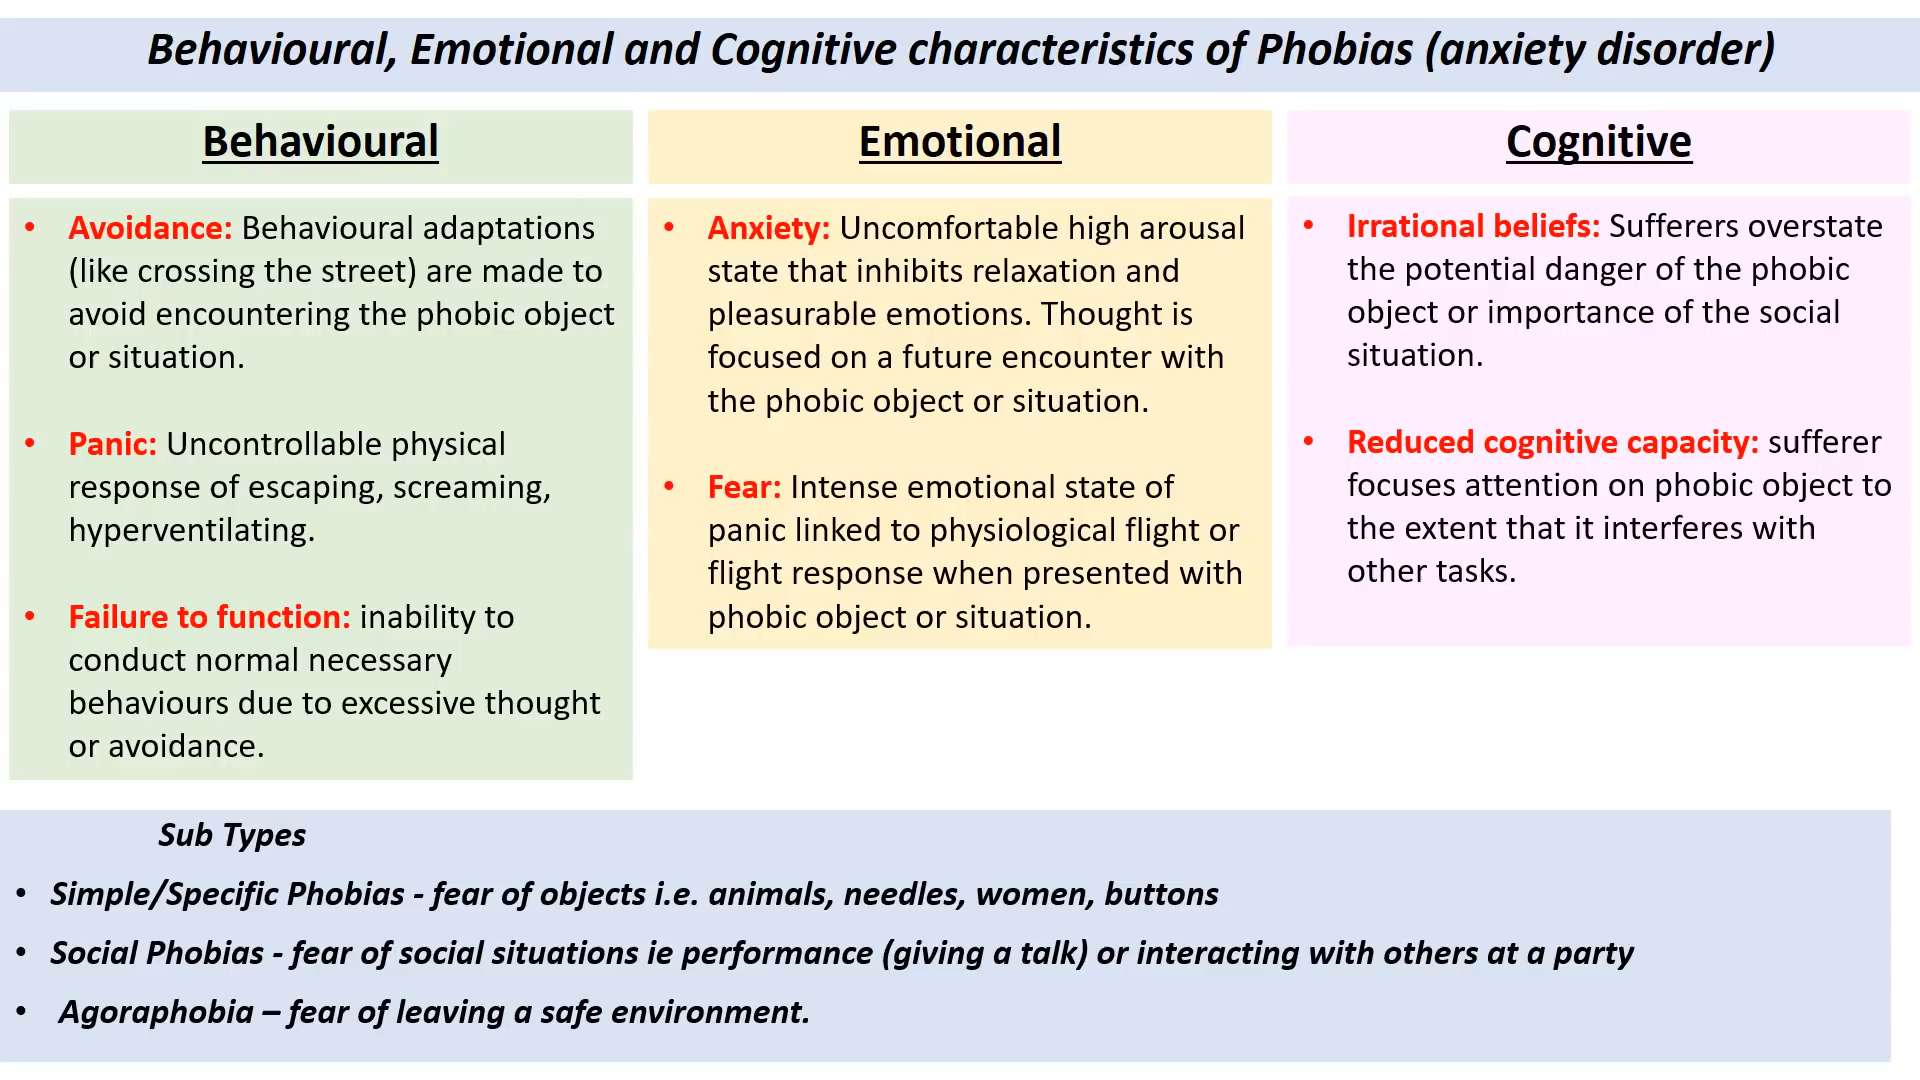 Behavioural, Emotional and Cognitive characteristics of Phobias (anxiety disorder)
Behavioural
• Avoidance: Behavioural adaptations
(like crossing the street) are made to
avoid encountering the phobic object
or situation.
• Panic: Uncontrollable physical
response of escaping, screaming,
hyperventilating.
• Failure to function: inability to
conduct normal necessary
behaviours due to excessive thought
or avoidance.
Emotional
• Anxiety: Uncomfortable high arousal
state that inhibits relaxation and
pleasurable emotions. Thought is
focused on a future encounter with
the phobic object or situation.
• Fear: Intense emotional state of
panic linked to physiological flight or
flight response when presented with
phobic object or situation.
Cognitive
• Irrational beliefs: Sufferers overstate
the potential danger of the phobic
object or importance of the social
situation.
• Reduced cognitive capacity: sufferer
focuses attention on phobic object to
the extent that it interferes with
other tasks.
Sub Types
• Simple/Specific Phobias - fear of objects i.e. animals, needles, women, buttons
• Social Phobias - fear of social situations ie performance (giving a talk) or interacting with others at a party
• Agoraphobia – fear of leaving a safe environment.